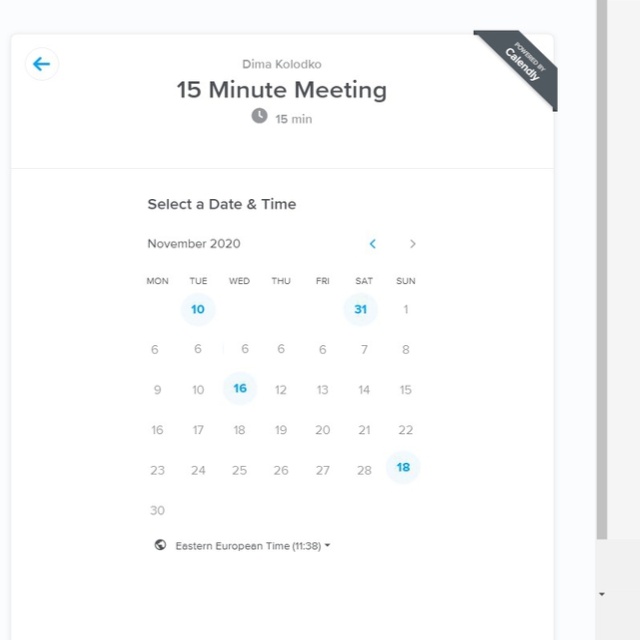 POWERED BY
Calendly
Dima Kolodko
15 Minute Meeting
15 min
Select a Date & Time
November 2020
MON TUE WED THU FRI SAT SUN
10 31 1
6 6 6 6 6 7 8
9 10 16 12 13 14 15
16 17 18 19 20 21 22
23 24 25 26 27 28 18
30
Eastern European Time (11:38)